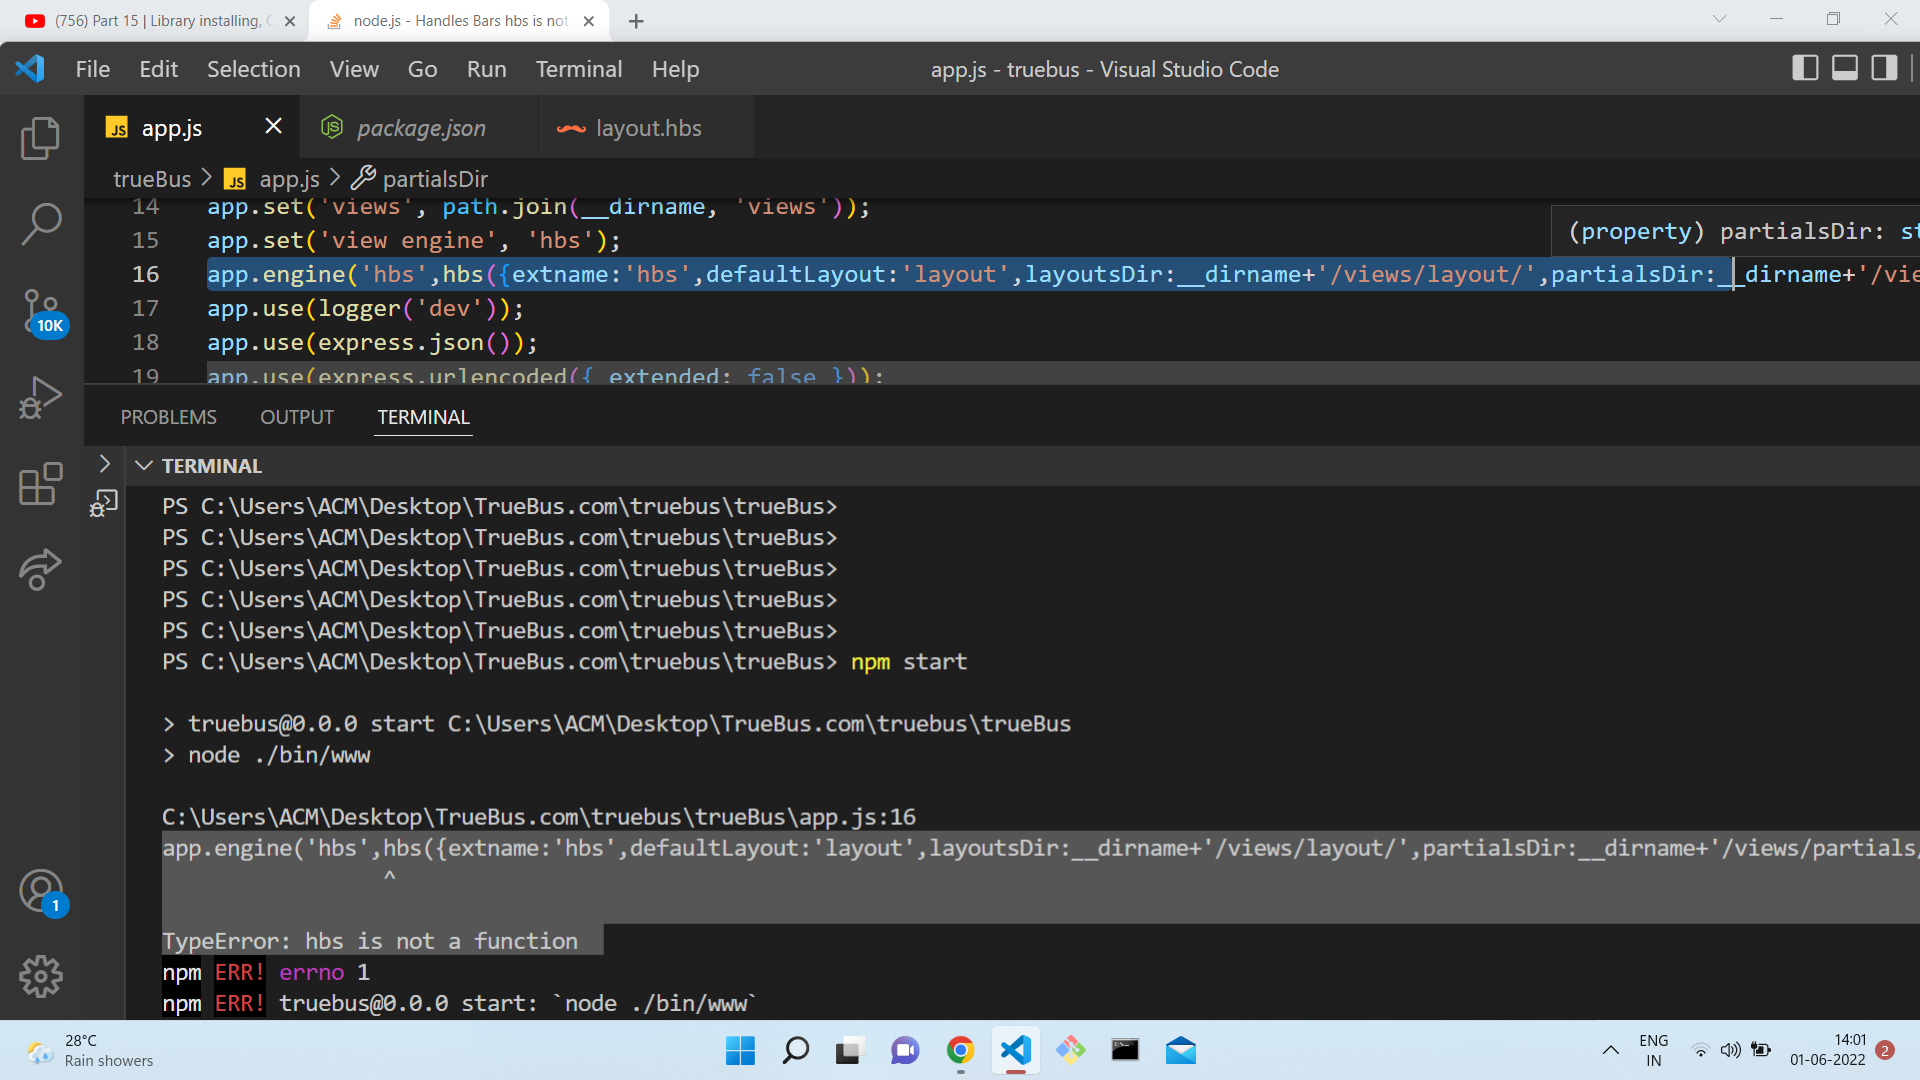 (756) Part 15 | Library installing,
node.js - Handles Bars hbs is not
File Edit Selection View Go Run Terminal Help
app.js - truebus - Visual Studio Code
JS app.js
package.json
layout.hbs
trueBus > JS app.js > partialsDir
14 app.set('views', path.join(__dirname, 'views'));
(property) partialsDir: st
15 app.set('view engine', 'hbs');
16 app.engine('hbs',hbs({extname:'hbs',defaultLayout:'layout',layoutsDir:__dirname+'/views/layout/',partialsDir:__dirname+'/vie
17 app.use(logger('dev'));
18 app.use(express.json());
19 app.use(express.urlencoded({ extended: false }));
10K
PROBLEMS OUTPUT TERMINAL
TERMINAL
PS C:\Users\ACM\Desktop\TrueBus.com\truebus\trueBus>
PS C:\Users\ACM\Desktop\TrueBus.com\truebus\trueBus>
PS C:\Users\ACM\Desktop\TrueBus.com\truebus\trueBus>
PS C:\Users\ACM\Desktop\TrueBus.com\truebus\trueBus>
PS C:\Users\ACM\Desktop\TrueBus.com\truebus\trueBus>
PS C:\Users\ACM\Desktop\TrueBus.com\truebus\trueBus> npm start
> truebus@0.0.0 start C:\Users\ACM\Desktop\TrueBus.com\truebus\trueBus
> node ./bin/www
C:\Users\ACM\Desktop\TrueBus.com\truebus\trueBus\app.js:16
app.engine('hbs',hbs({extname:'hbs',defaultLayout:'layout',layoutsDir:__dirname+'/views/layout/',partialsDir:__dirname+'/views/partials/
^
TypeError: hbs is not a function
npm ERR! errno 1
npm ERR! truebus@0.0.0 start: `node ./bin/www`
1
28°C
Rain showers
ENG
IN
14:01
01-06-2022
2